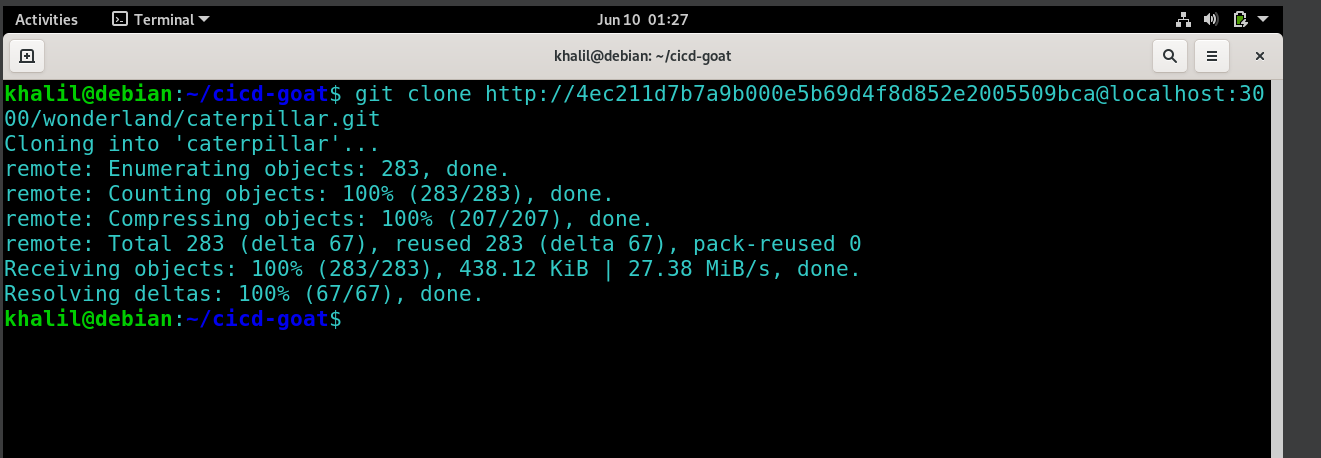 Activities Terminal Jun 10 01:27
khalil@debian: ~/cicd-goat
khalil@debian:~/cicd-goat$ git clone http://4ec211d7b7a9b000e5b69d4f8d852e2005509bca@localhost:30
00/wonderland/caterpillar.git
Cloning into 'caterpillar'...
remote: Enumerating objects: 283, done.
remote: Counting objects: 100% (283/283), done.
remote: Compressing objects: 100% (207/207), done.
remote: Total 283 (delta 67), reused 283 (delta 67), pack-reused 0
Receiving objects: 100% (283/283), 438.12 KiB | 27.38 MiB/s, done.
Resolving deltas: 100% (67/67), done.
khalil@debian:~/cicd-goat$